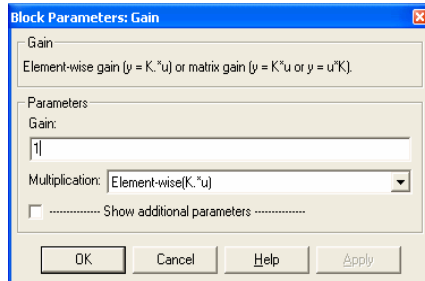 Block Parameters: Gain
Gain
Element-wise gain (y = K.*u) or matrix gain (y = K*u or y = u*K).
Parameters
Gain:
1
Multiplication: Element-wise(K.*u)
-------------- Show additional parameters --------------
OK Cancel Help Apply